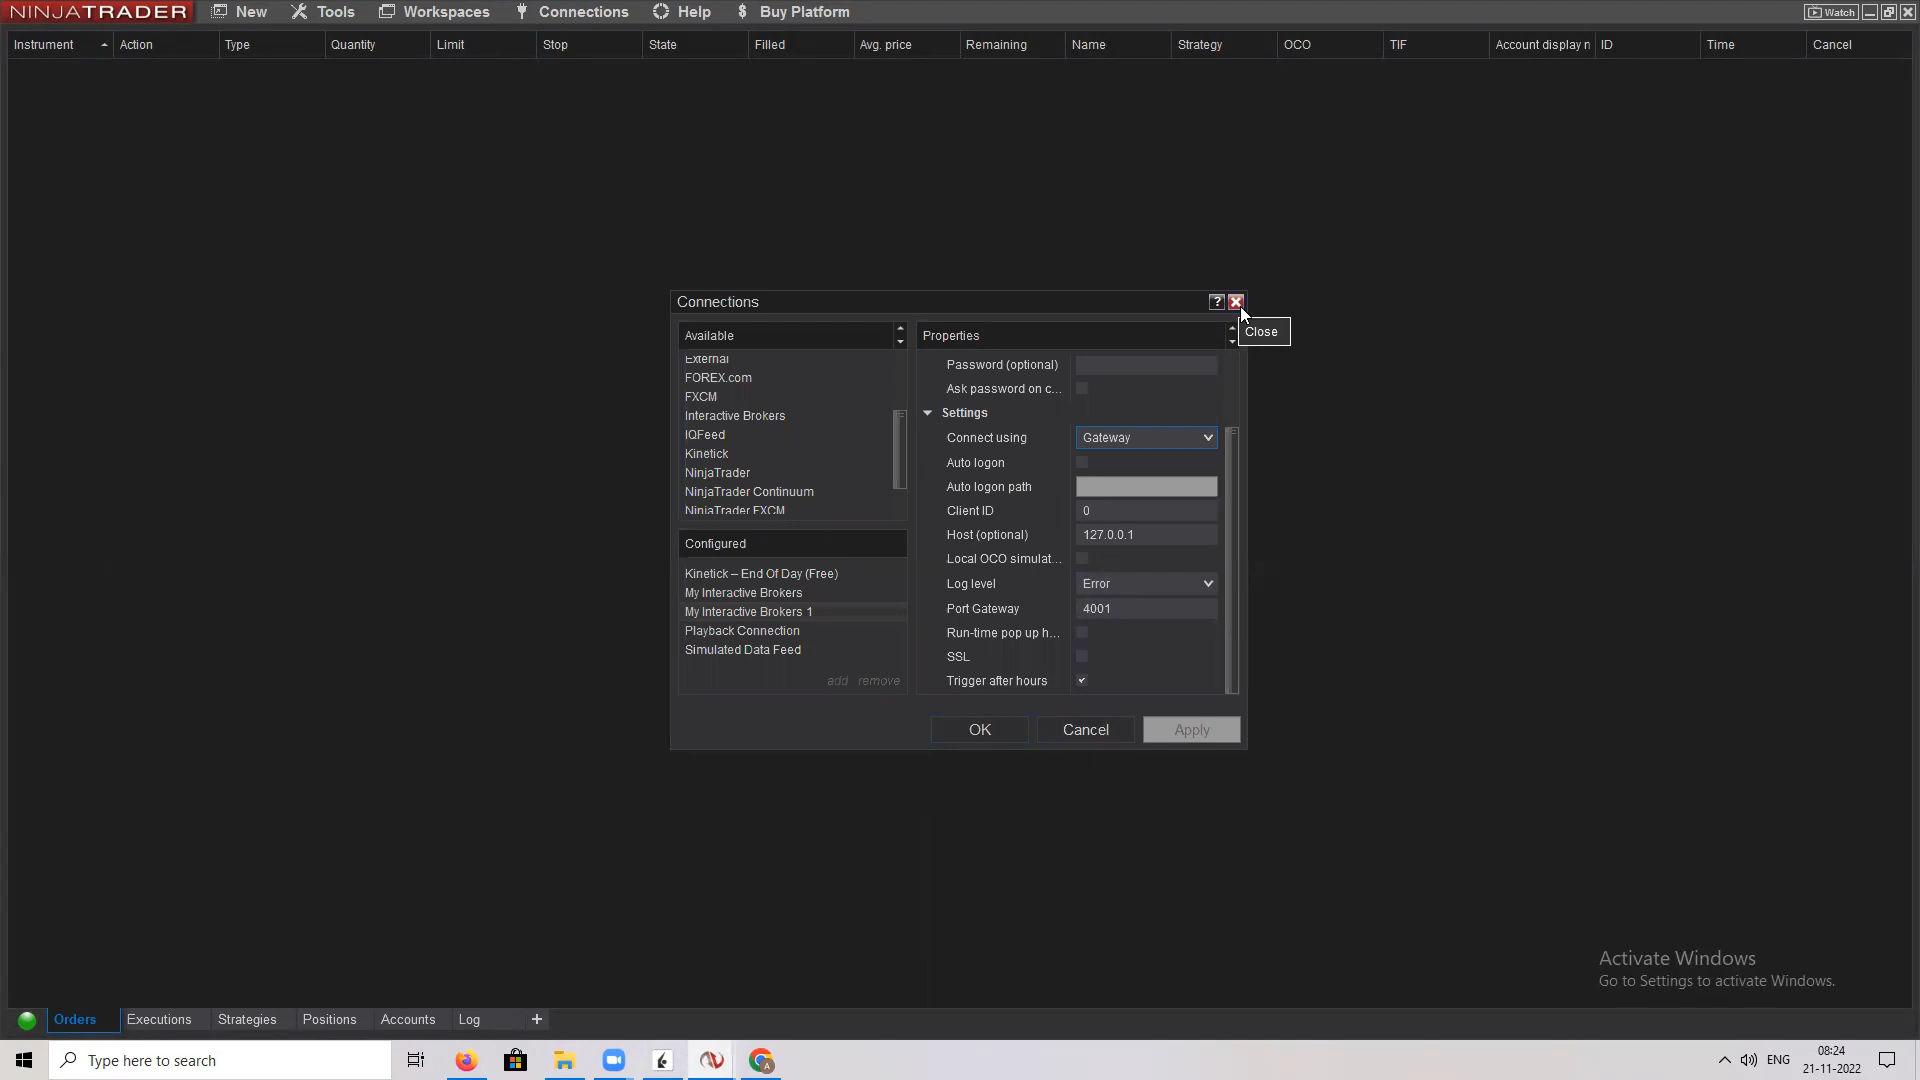 NINJATRADER New Tools Workspaces Connections Help $ Buy Platform Watch
Instrument Action Type Quantity Limit Stop State Filled Avg. price Remaining Name Strategy OCO TIF Account display n ID Time Cancel
Connections ?
Close
Available
External
FOREX.com
FXCM
Interactive Brokers
IQFeed
Kinetick
NinjaTrader
NinjaTrader Continuum
NinjaTrader FXCM
Configured
Kinetick – End Of Day (Free)
My Interactive Brokers
My Interactive Brokers 1
Playback Connection
Simulated Data Feed
add remove
Properties
Password (optional)
Ask password on c...
Settings
Connect using Gateway
Auto logon
Auto logon path
Client ID 0
Host (optional) 127.0.0.1
Local OCO simulat...
Log level Error
Port Gateway 4001
Run-time pop up h...
SSL
Trigger after hours
OK Cancel Apply
Activate Windows
Go to Settings to activate Windows.
Orders Executions Strategies Positions Accounts Log +
Type here to search
A
ENG
08:24
21-11-2022